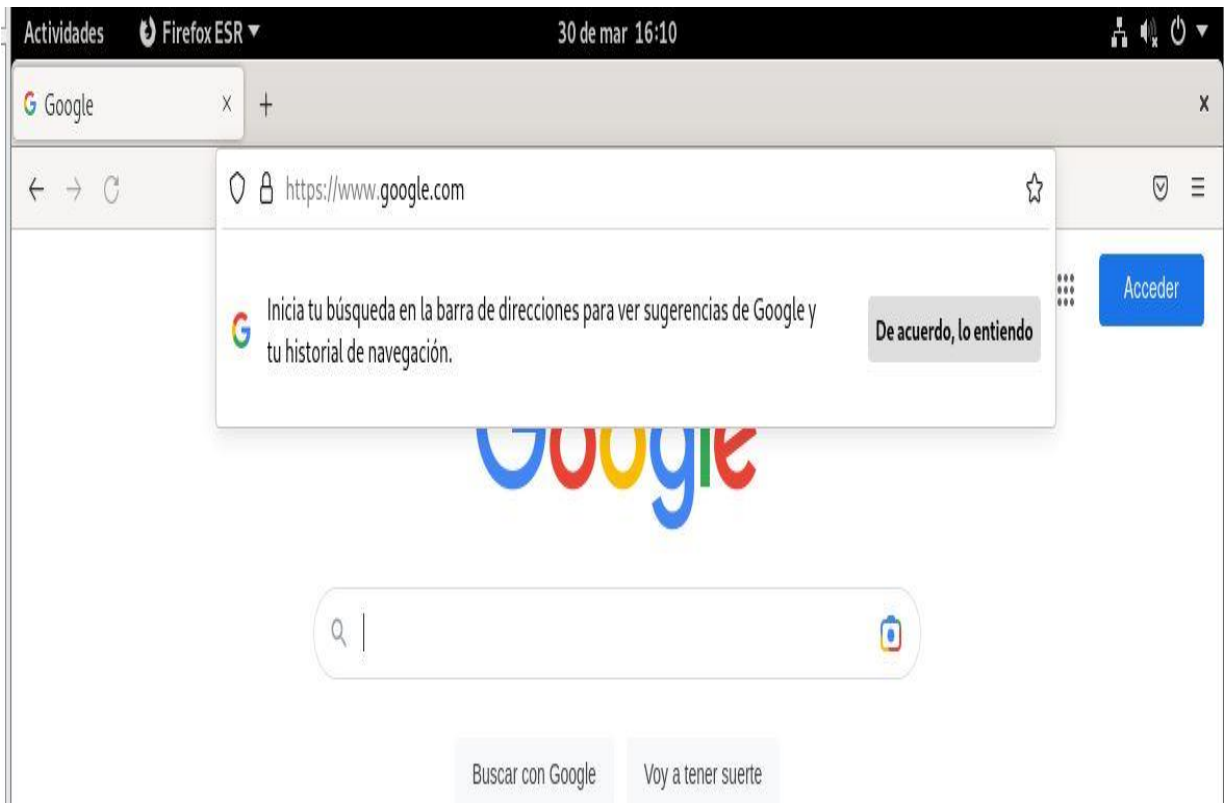 Actividades Firefox ESR 30 de mar 16:10
Google
https://www.google.com
Inicia tu búsqueda en la barra de direcciones para ver sugerencias de Google y
tu historial de navegación.
De acuerdo, lo entiendo
Acceder
Google
Buscar con Google Voy a tener suerte